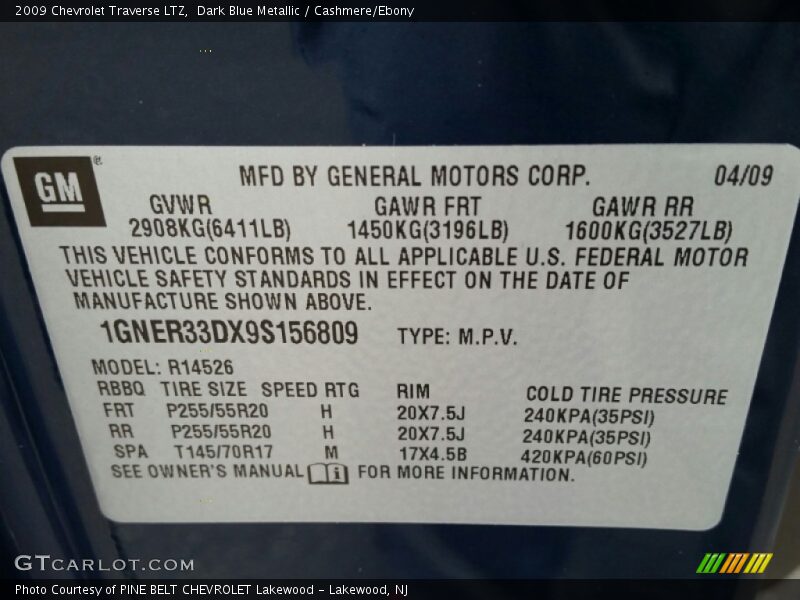 2009 Chevrolet Traverse LTZ,  Dark Blue Metallic / Cashmere/Ebony
GM®
MFD BY GENERAL MOTORS CORP. 04/09
GVWR GAWR FRT GAWR RR
2908KG(6411LB) 1450KG(3196LB) 1600KG(3527LB)
THIS VEHICLE CONFORMS TO ALL APPLICABLE U.S. FEDERAL MOTOR
VEHICLE SAFETY STANDARDS IN EFFECT ON THE DATE OF
MANUFACTURE SHOWN ABOVE.
1GNER33DX9S156809 TYPE: M.P.V.
MODEL: R14526
RBBQ TIRE SIZE SPEED RTG RIM COLD TIRE PRESSURE
FRT P255/55R20 H 20X7.5J 240KPA(35PSI)
RR P255/55R20 H 20X7.5J 240KPA(35PSI)
SPA T145/70R17 M 17X4.5B 420KPA(60PSI)
SEE OWNER'S MANUAL i FOR MORE INFORMATION.
GTCARLOT.COM
Photo Courtesy of PINE BELT CHEVROLET Lakewood - Lakewood, NJ